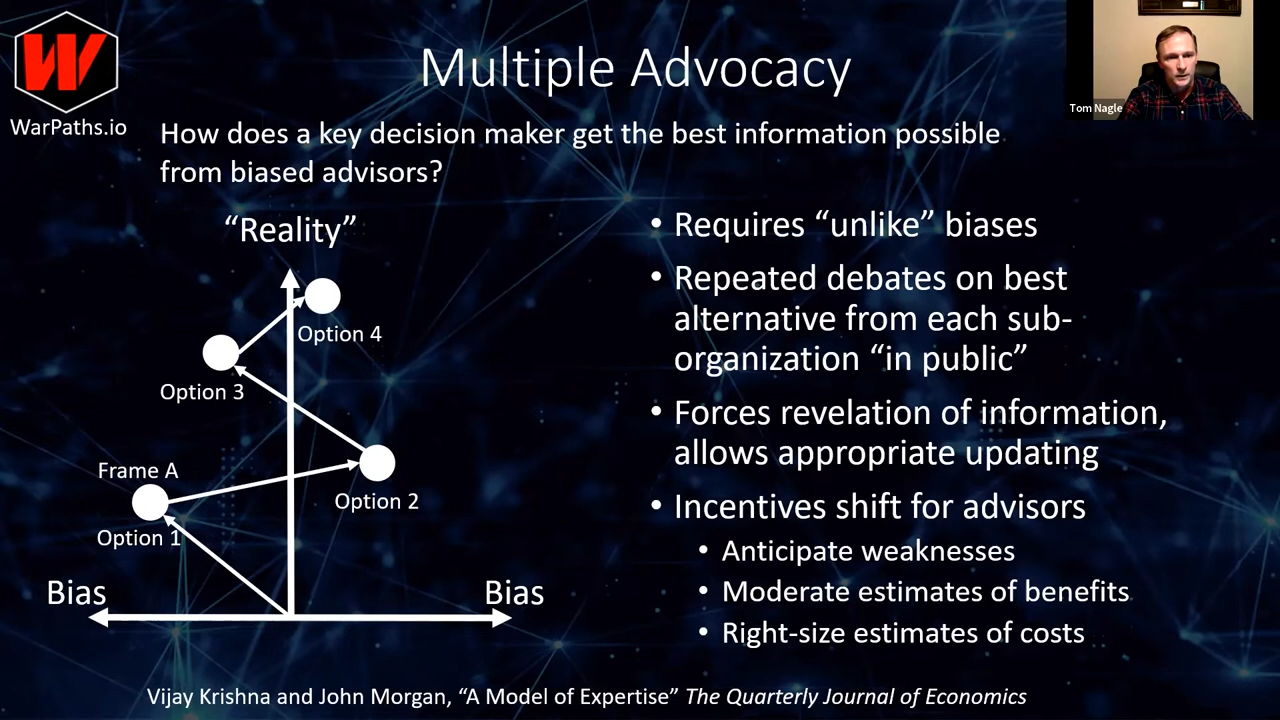 Multiple Advocacy
WarPaths.io
Tom Nagle
How does a key decision maker get the best information possible
from biased advisors?
“Reality”
Option 4
Option 3
Frame A
Option 2
Option 1
Bias
Bias
• Requires “unlike” biases
• Repeated debates on best
alternative from each sub-
organization “in public”
• Forces revelation of information,
allows appropriate updating
• Incentives shift for advisors
• Anticipate weaknesses
• Moderate estimates of benefits
• Right-size estimates of costs
Vijay Krishna and John Morgan, “A Model of Expertise” The Quarterly Journal of Economics